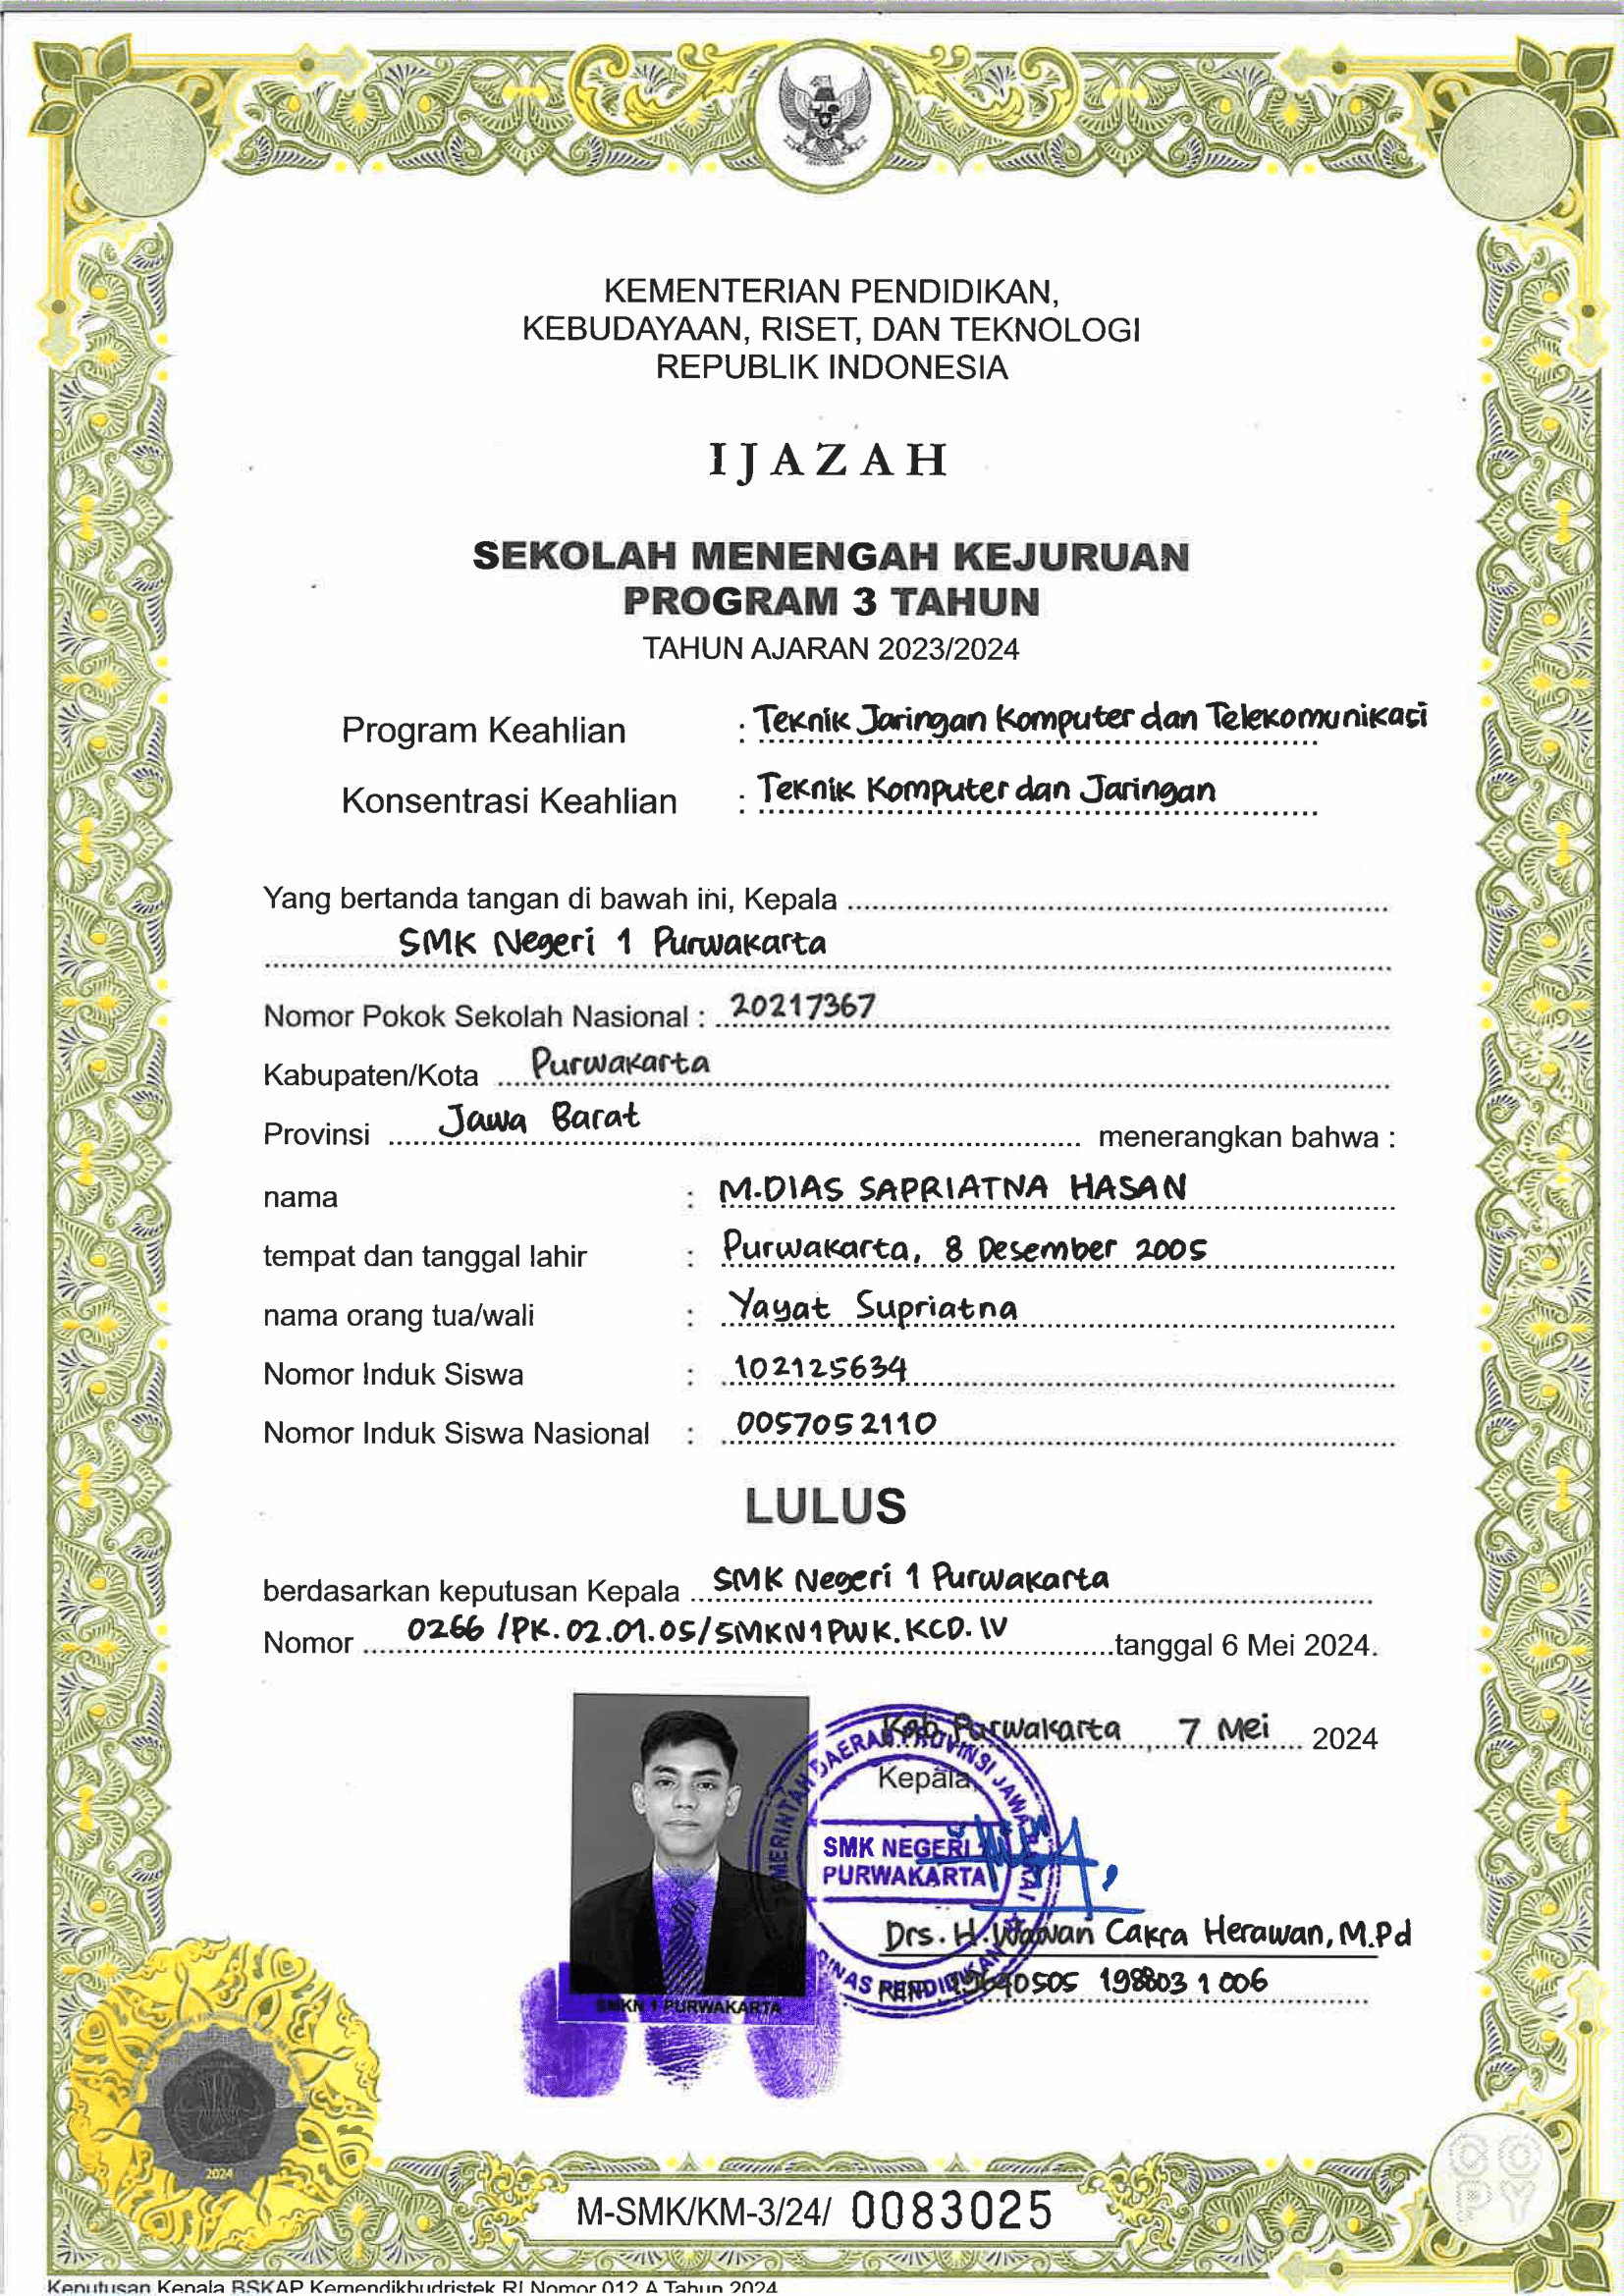 KEMENTERIAN PENDIDIKAN,
KEBUDAYAAN, RISET, DAN TEKNOLOGI
REPUBLIK INDONESIA
IJAZAH
SEKOLAH MENENGAH KEJURUAN
PROGRAM 3 TAHUN
TAHUN AJARAN 2023/2024
Program Keahlian : Teknik Jaringan Komputer dan Telekomunikasi
Konsentrasi Keahlian : Teknik Komputer dan Jaringan
Yang bertanda tangan di bawah ini, Kepala
SMK Negeri 1 Purwakarta
Nomor Pokok Sekolah Nasional : 20217367
Kabupaten/Kota Purwakarta
Provinsi Jawa Barat menerangkan bahwa :
nama : M.DIAS SAPRIATNA HASAN
tempat dan tanggal lahir : Purwakarta, 8 Desember 2005
nama orang tua/wali : Yayat Supriatna
Nomor Induk Siswa : 102125634
Nomor Induk Siswa Nasional : 0057052110
LULUS
berdasarkan keputusan Kepala SMK Negeri 1 Purwakarta
Nomor 0266 /PK.02.01.05/SMKN1PWK.KCD.IV tanggal 6 Mei 2024.
Kab. Purwakarta, 7 Mei 2024
Kepala,
PEMERINTAH DAERAH PROVINSI JAWA
SMK NEGERI 1
PURWAKARTA
DINAS PENDIDIKAN
Drs. H. Wawan Cakra Herawan, M.Pd
0505 198803 1 006
SMKN 1 PURWAKARTA
2024
M-SMK/KM-3/24/ 0083025
COPY
Keputusan Kepala BSKAP Kemendikbudristek RI Nomor 012.A Tahun 2024